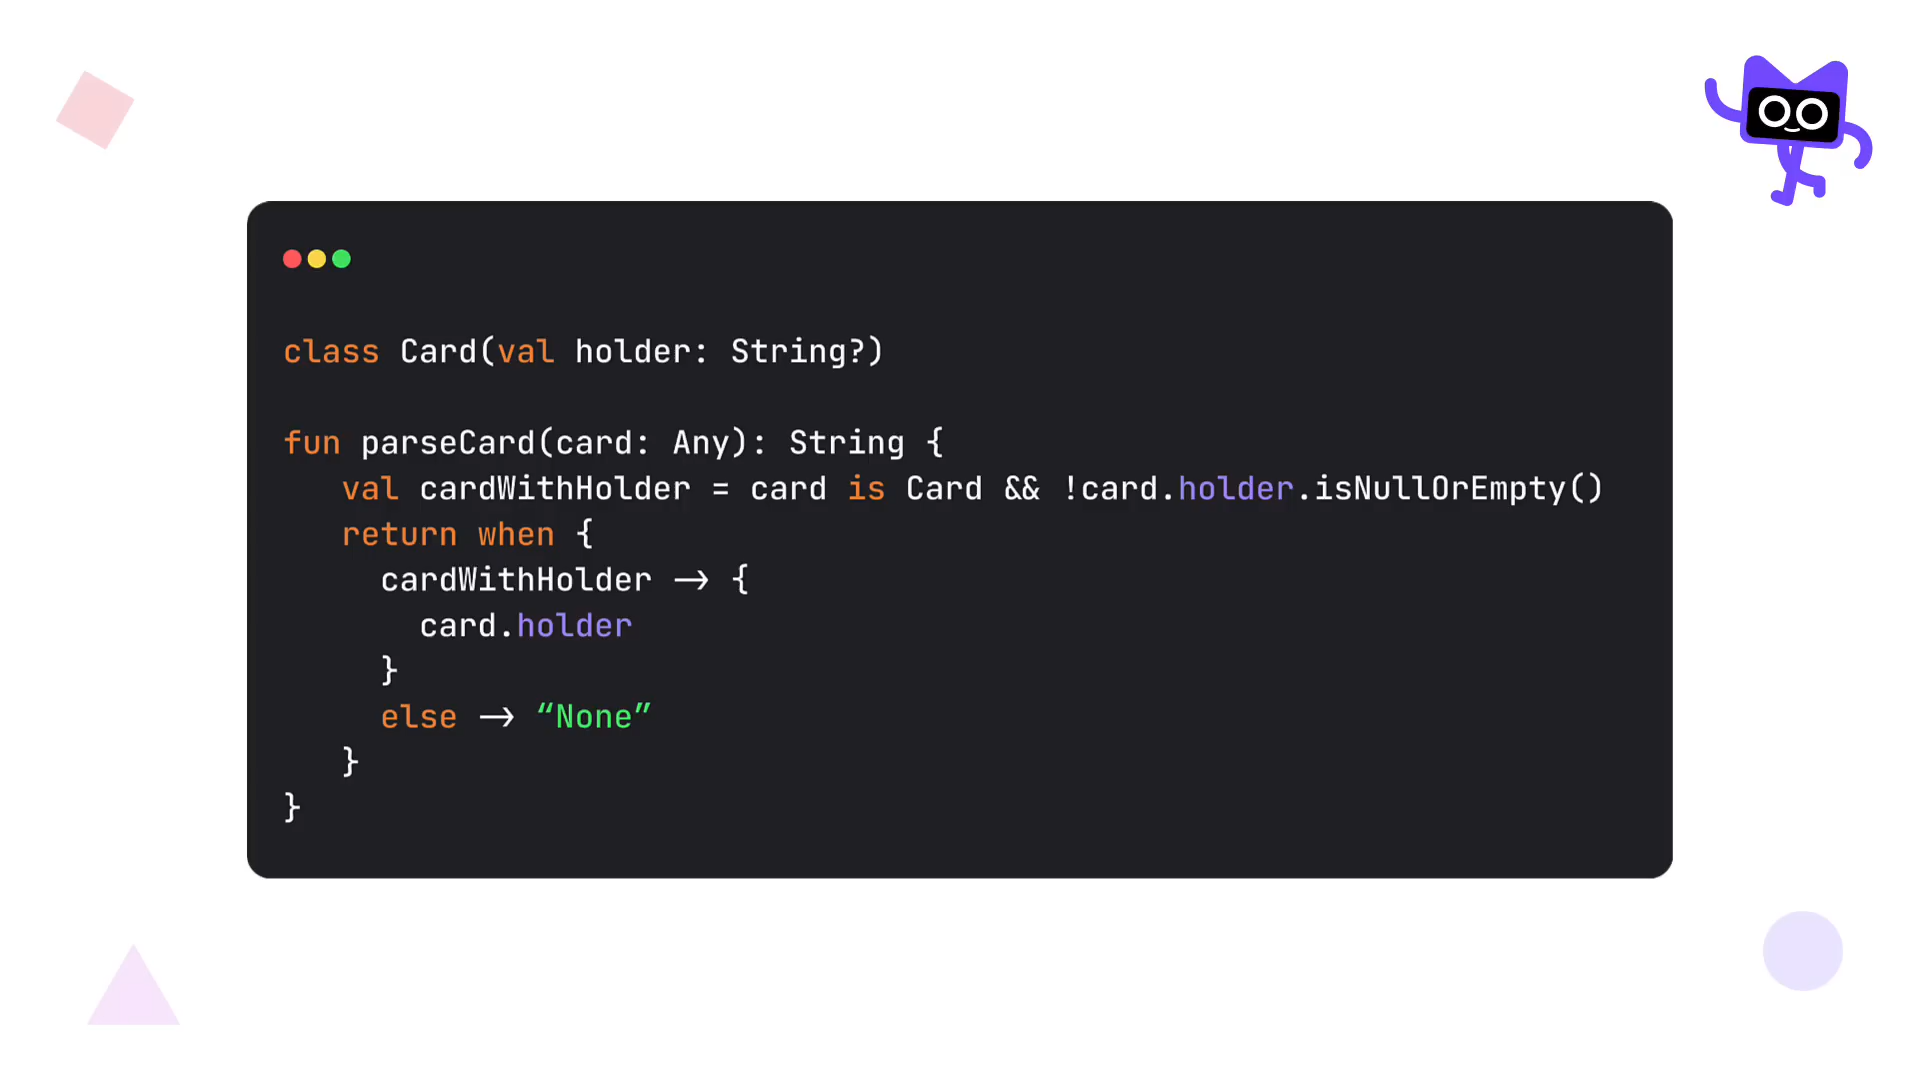 class Card(val holder: String?)
fun parseCard(card: Any): String {
val cardWithHolder = card is Card && !card.holder.isNullOrEmpty()
return when {
cardWithHolder → {
card.holder
}
else → “None”
}
}